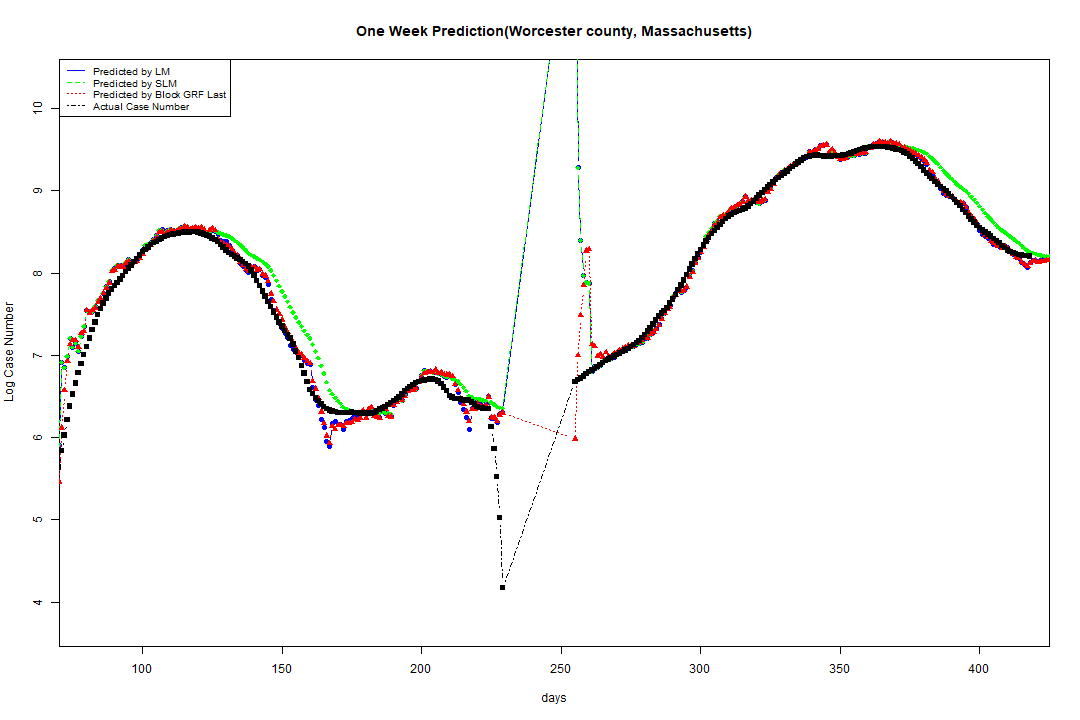 One Week Prediction(Worcester county, Massachusetts)
Predicted by LM
Predicted by SLM
Predicted by Block GRF Last
Actual Case Number
Log Case Number
10
9
8
7
6
5
4
100 150 200 250 300 350 400
days